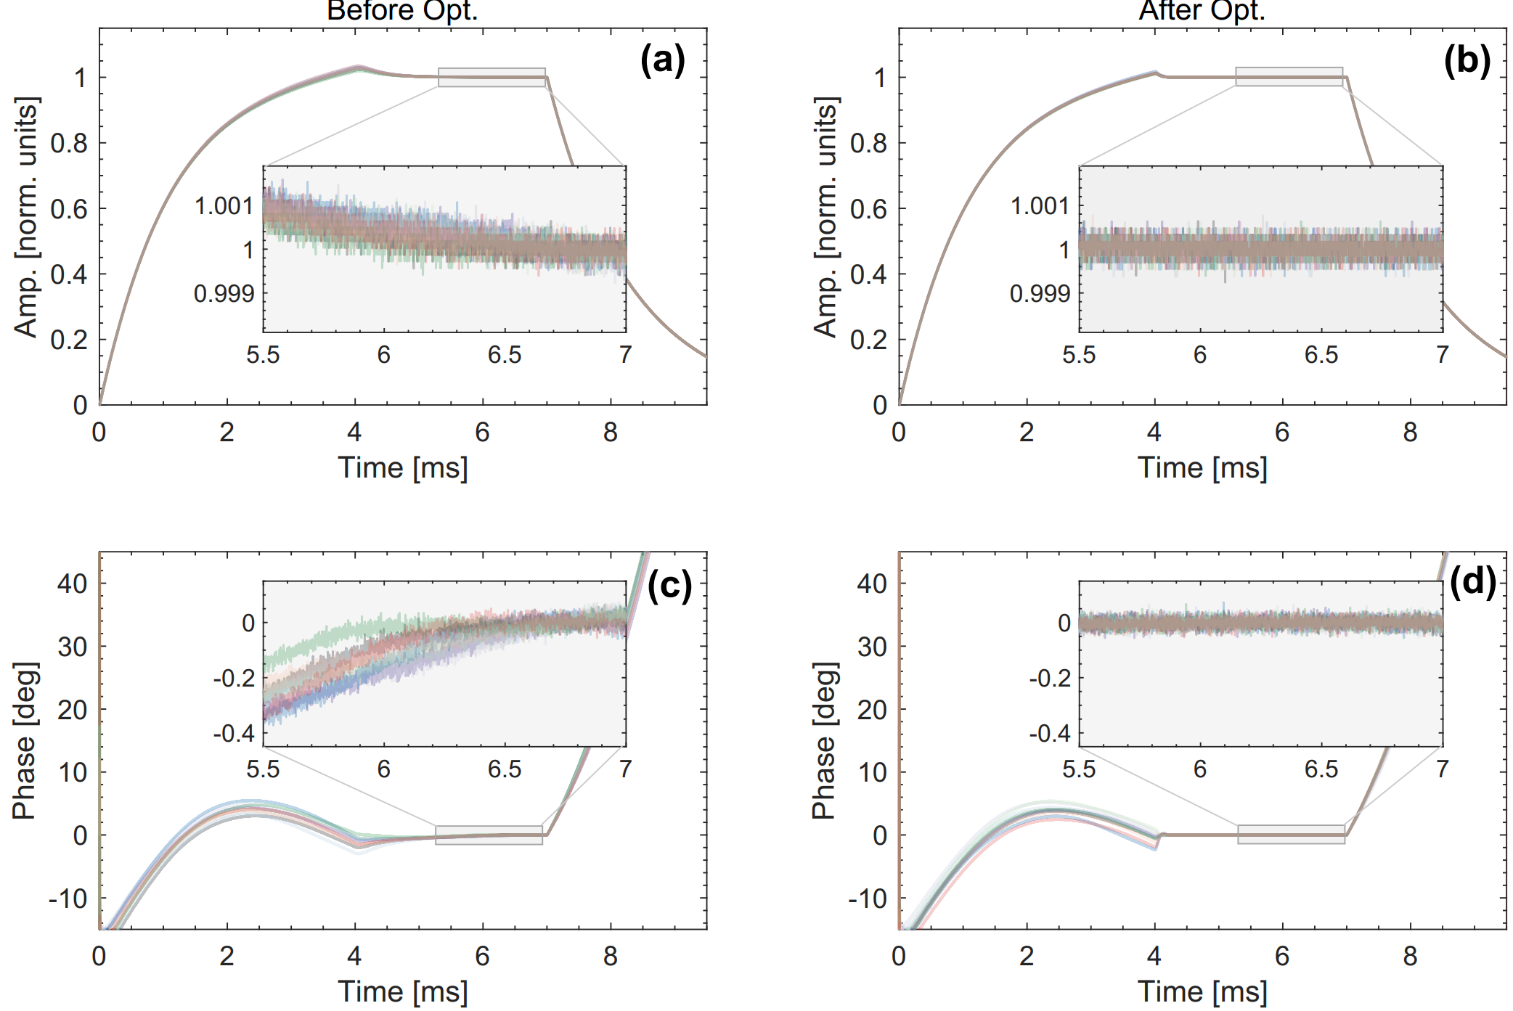 Before Opt.
After Opt.
(a)
1
0.8
0.6
0.4
0.2
0
Amp. [norm. units]
1.001
1
0.999
5.5 6 6.5 7
0 2 4 6 8
Time [ms]
(b)
1
0.8
0.6
0.4
0.2
0
Amp. [norm. units]
1.001
1
0.999
5.5 6 6.5 7
0 2 4 6 8
Time [ms]
(c)
40
30
20
10
0
-10
Phase [deg]
0
-0.2
-0.4
5.5 6 6.5 7
0 2 4 6 8
Time [ms]
(d)
40
30
20
10
0
-10
Phase [deg]
0
-0.2
-0.4
5.5 6 6.5 7
0 2 4 6 8
Time [ms]